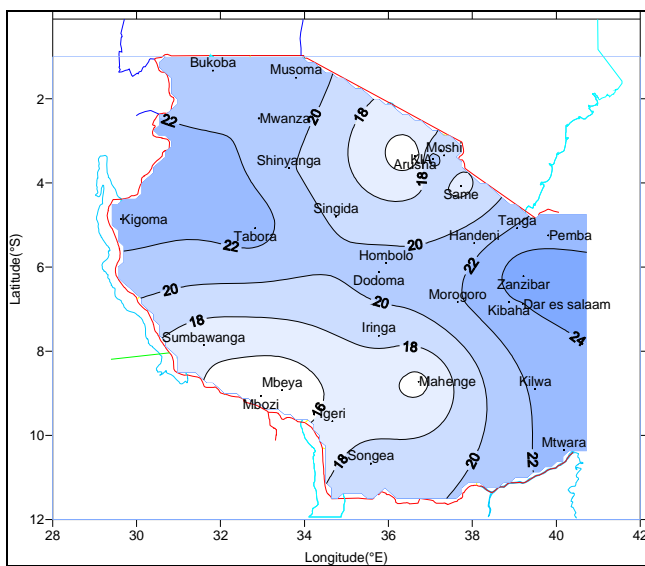 Bukoba
Musoma
2
20
18
22
Mwanza
Moshi
KIA
Arusha
Shinyanga
18
4
Same
Kigoma
Singida
Tanga
Tabora
22
20
Handeni
Pemba
Hombolo
22
6
Dodoma
Zanzibar
20
20
Morogoro
Kibaha
Dar es salaam
18
Iringa
Sumbawanga
18
24
8
Mbeya
Mahenge
Kilwa
Mbozi
16
Igeri
10
Songea
18
20
22
Mtwara
12
28
30
32
34
36
38
40
42
Latitude(°S)
Longitude(°E)